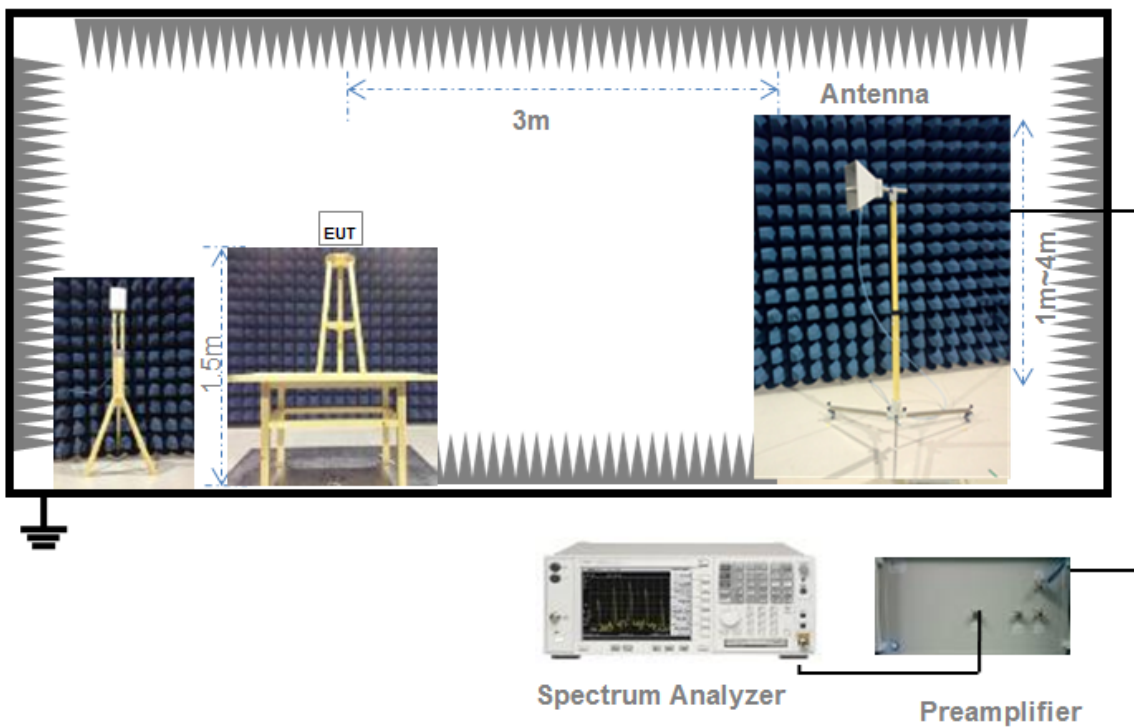 Antenna
3m
EUT
1.5m
1m~4m
Spectrum Analyzer
Preamplifier